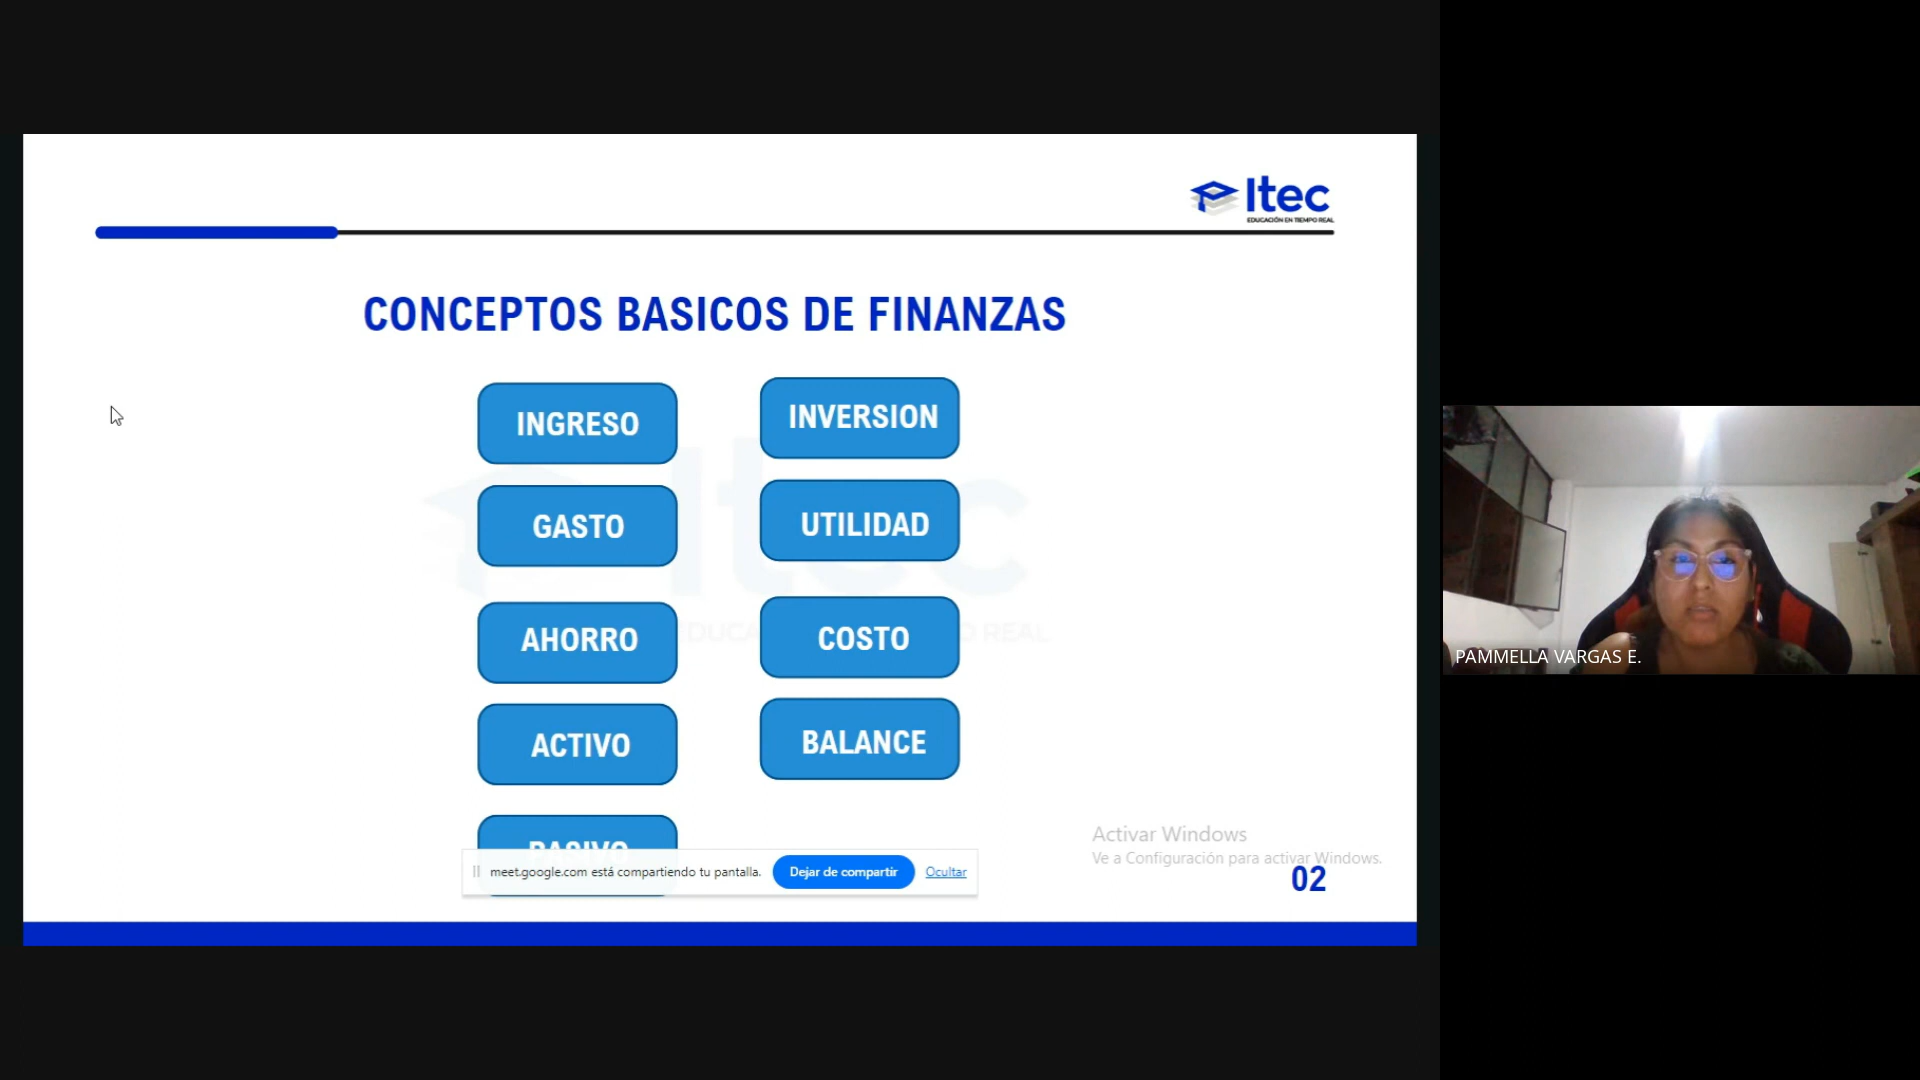 Itec
EDUCACIÓN EN TIEMPO REAL
CONCEPTOS BASICOS DE FINANZAS
INGRESO
INVERSION
GASTO
UTILIDAD
AHORRO
COSTO
ACTIVO
BALANCE
PASIVO
meet.google.com está compartiendo tu pantalla.
Dejar de compartir
Ocultar
Activar Windows
Ve a Configuración para activar Windows.
02
PAMMELLA VARGAS E.